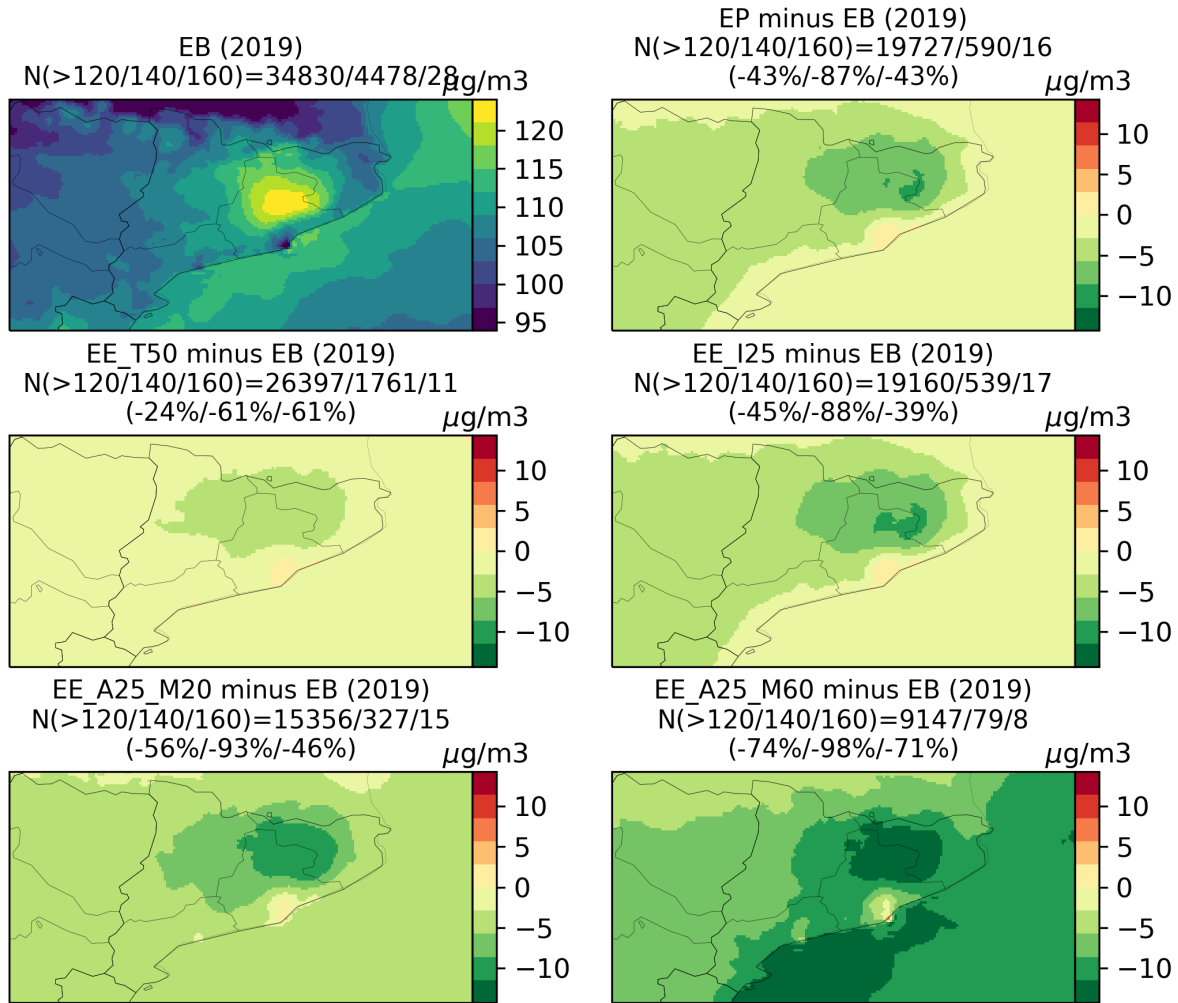 EB (2019)
N(>120/140/160)=34830/4478/28
μg/m3
120
115
110
105
100
95
EP minus EB (2019)
N(>120/140/160)=19727/590/16
(-43%/-87%/-43%)
μg/m3
10
5
0
−5
−10
EE_T50 minus EB (2019)
N(>120/140/160)=26397/1761/11
(-24%/-61%/-61%)
μg/m3
10
5
0
−5
−10
EE_I25 minus EB (2019)
N(>120/140/160)=19160/539/17
(-45%/-88%/-39%)
μg/m3
10
5
0
−5
−10
EE_A25_M20 minus EB (2019)
N(>120/140/160)=15356/327/15
(-56%/-93%/-46%)
μg/m3
10
5
0
−5
−10
EE_A25_M60 minus EB (2019)
N(>120/140/160)=9147/79/8
(-74%/-98%/-71%)
μg/m3
10
5
0
−5
−10